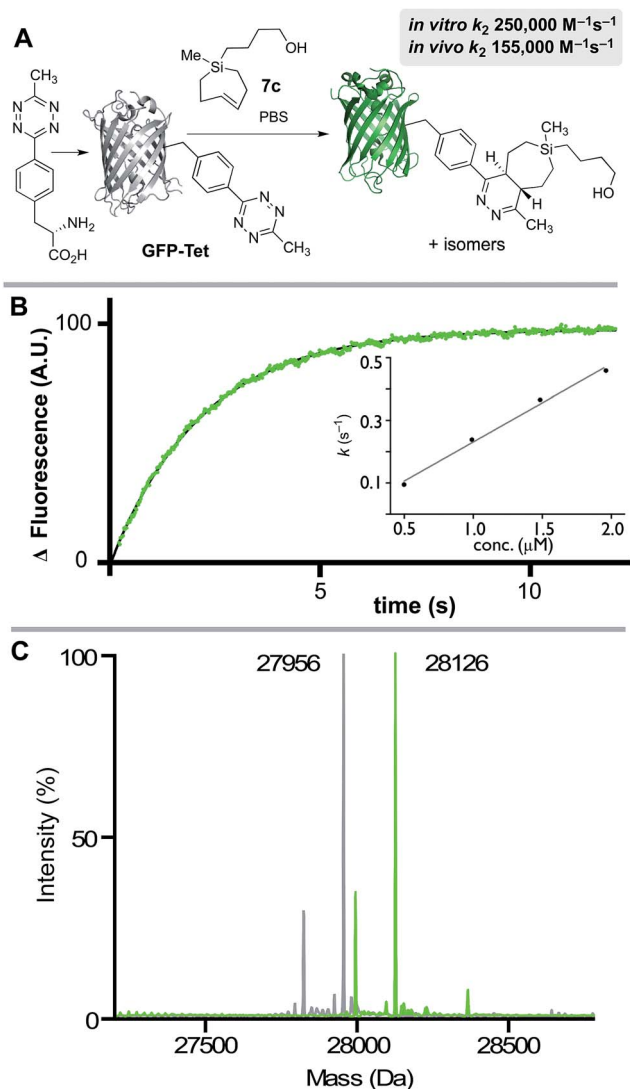 A
in vitro k2 250,000 M−1s−1
in vivo k2 155,000 M−1s−1
CH3
N
N
N
N
NH2
CO2H
GFP-Tet
N
N
N
N
CH3
Me
Si
OH
7c
PBS
H
H
N
N
CH3
Si
CH3
HO
+ isomers
B
Δ Fluorescence (A.U.)
100
0
5
10
time (s)
k (s−1)
0.5
0.3
0.1
0.5
1.0
1.5
2.0
conc. (μM)
C
Intensity (%)
100
50
0
27956
28126
27500
28000
28500
Mass (Da)